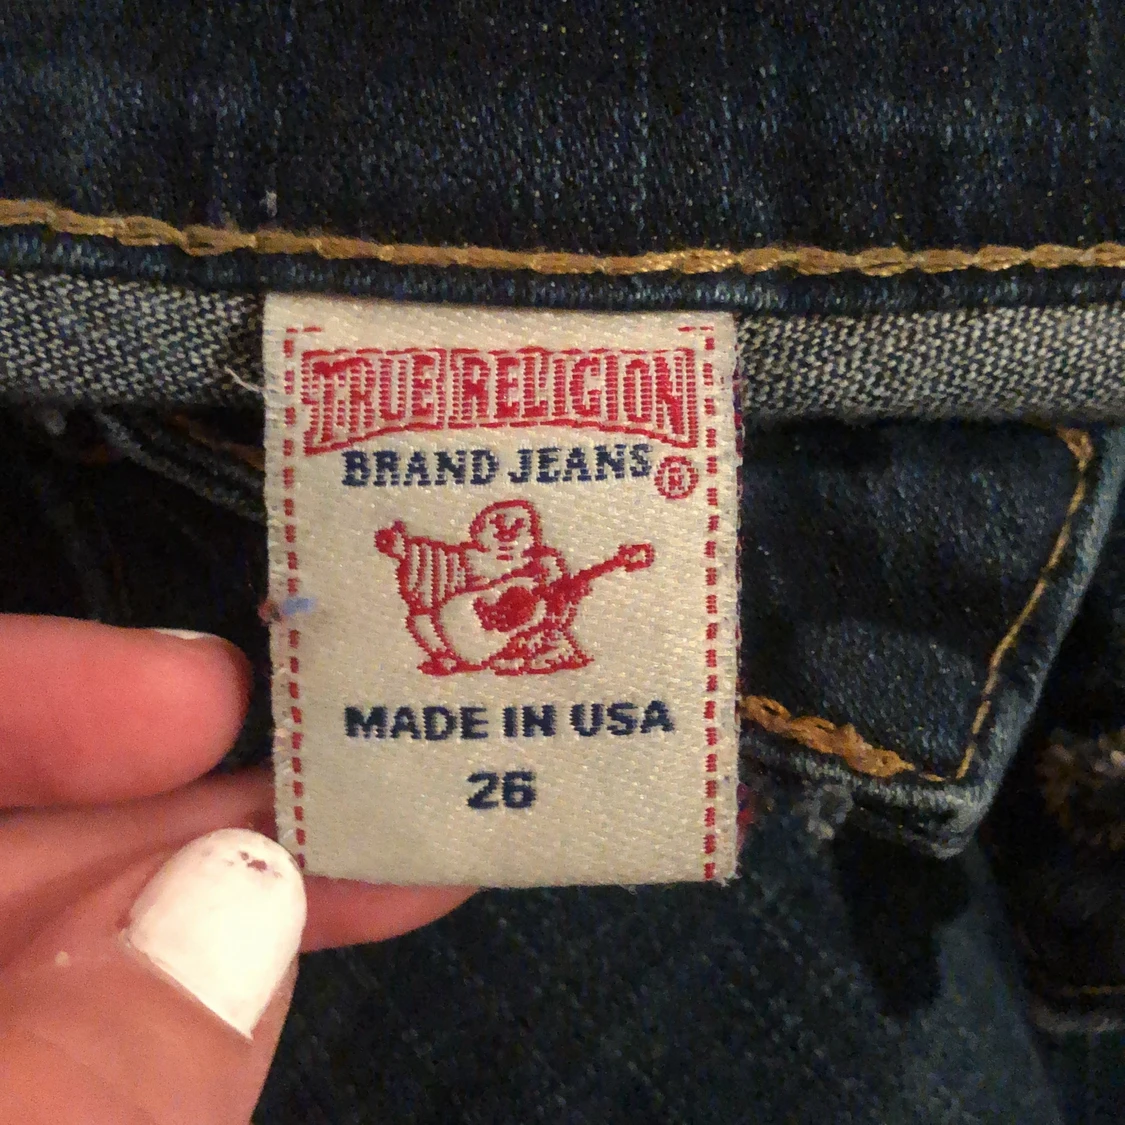 TRUE RELIGION
BRAND JEANS ®
MADE IN USA
26